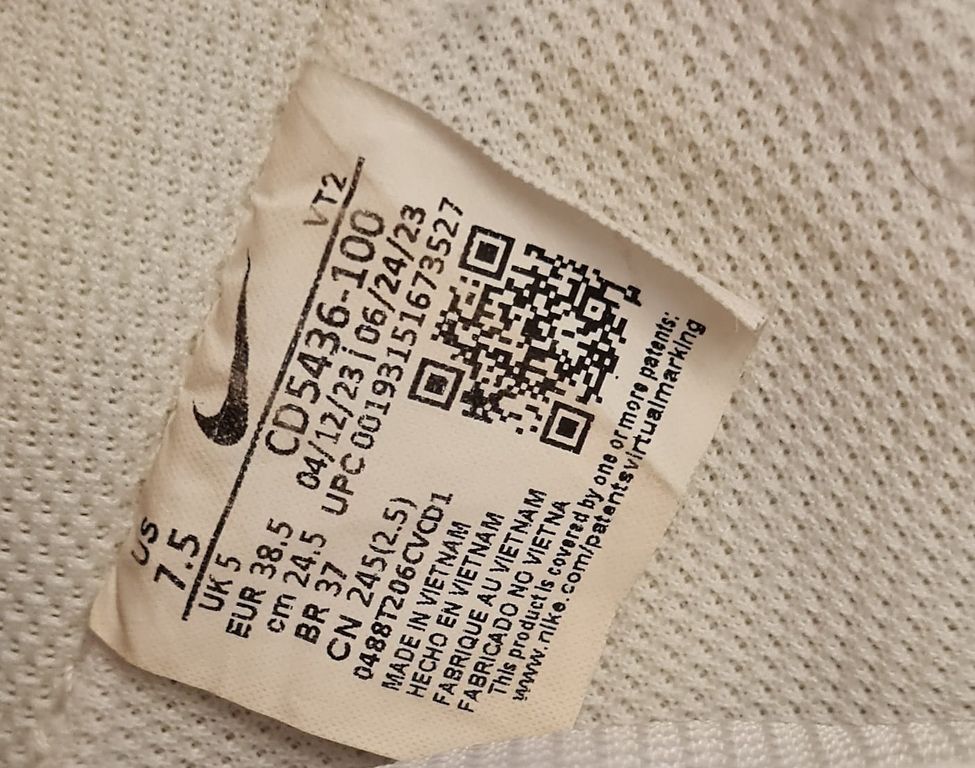 US
7.5
VT2
UK 5
EUR 38.5
cm 24.5
BR 37
CN 245(2.5)
CD5436-100
04/12/23 | 06/24/23
UPC 00193151673527
0488T206CVCD1
MADE IN VIETNAM
HECHO EN VIETNAM
FABRIQUE AU VIETNAM
FABRICADO NO VIETNA
This product is covered by one or more patents:
www.nike.com/patentsvirtualmarking